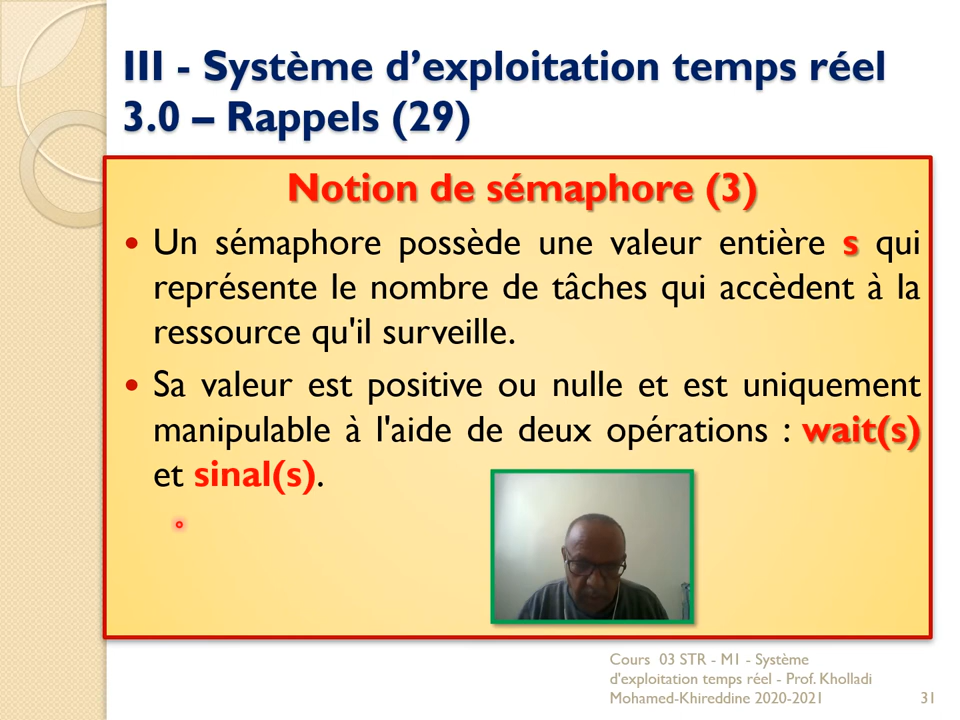 III - Système d'exploitation temps réel
3.0 – Rappels (29)
Notion de sémaphore (3)
• Un sémaphore possède une valeur entière s qui
représente le nombre de tâches qui accèdent à la
ressource qu'il surveille.
• Sa valeur est positive ou nulle et est uniquement
manipulable à l'aide de deux opérations : wait(s)
et sinal(s).
Cours 03 STR - M1 - Système
d'exploitation temps réel - Prof. Kholladi
Mohamed-Khireddine 2020-2021
31